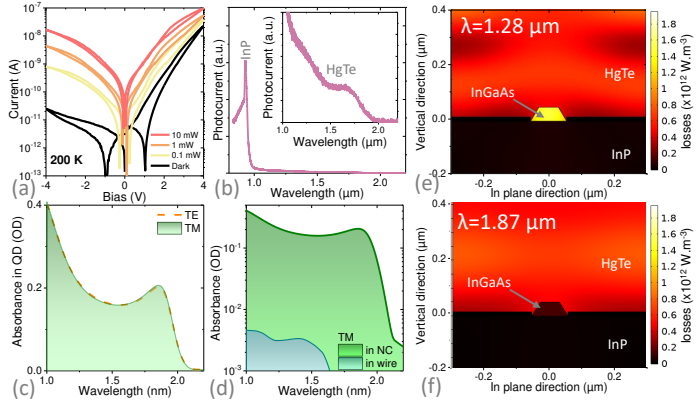 10⁻⁷
10⁻⁸
10⁻⁹
10⁻¹⁰
10⁻¹¹
10⁻¹²
10⁻¹³
Current (A)
200 K
10 mW
1 mW
0.1 mW
Dark
-4 -2 0 2 4
Bias (V)
(a)
Photocurrent (a.u.)
InP
Photocurrent (a.u.)
HgTe
1.0 1.5 2.0
Wavelength (µm)
1.0 1.5 2.0
Wavelength (µm)
(b)
λ=1.28 µm
0.4
0.2
0.0
-0.2
Vertical direction (µm)
HgTe
InGaAs
InP
-0.2 0.0 0.2
In plane direction (µm)
1.8
1.6
1.4
1.2
1.0
0.8
0.6
0.4
0.2
losses (x10¹² W.m⁻³)
(e)
0.4
0.2
0.0
Absorbance in QD (OD)
TE
TM
1.0 1.5 2.0
Wavelength (nm)
(c)
10⁻¹
10⁻²
10⁻³
Absorbance (OD)
TM
in NC
in wire
1.0 1.5 2.0
Wavelength (nm)
(d)
λ=1.87 µm
0.4
0.2
0.0
-0.2
Vertical direction (µm)
HgTe
InGaAs
InP
-0.2 0.0 0.2
In plane direction (µm)
1.8
1.6
1.4
1.2
1.0
0.8
0.6
0.4
0.2
losses (x10¹² W.m⁻³)
(f)